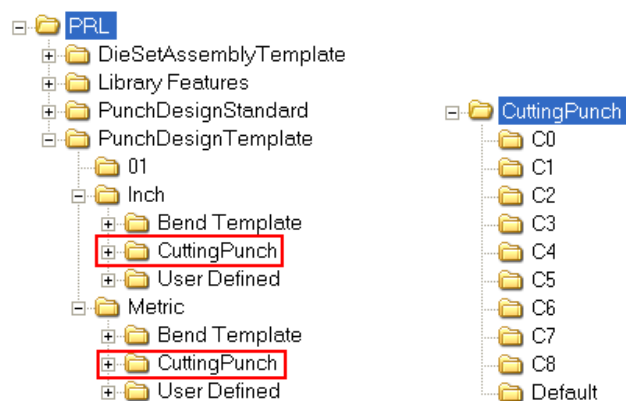 PRL
DieSetAssemblyTemplate
Library Features
PunchDesignStandard
PunchDesignTemplate
01
Inch
Bend Template
CuttingPunch
User Defined
Metric
Bend Template
CuttingPunch
User Defined
CuttingPunch
C0
C1
C2
C3
C4
C5
C6
C7
C8
Default